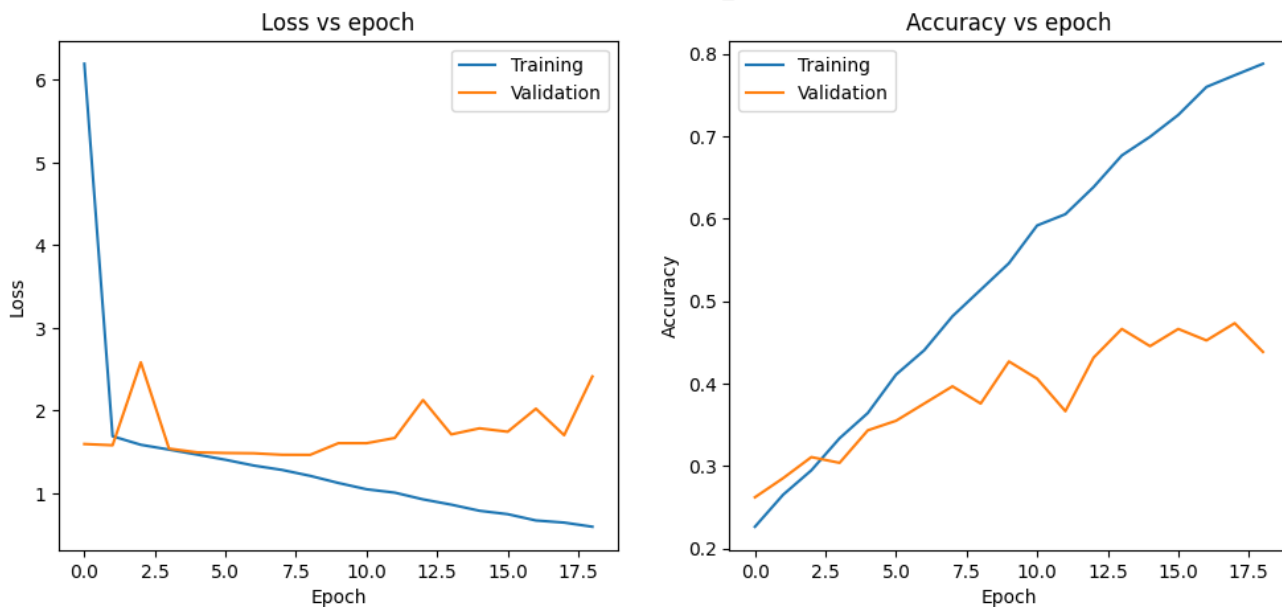 Loss vs epoch
6
5
4
3
2
1
Loss
Training
Validation
0.0 2.5 5.0 7.5 10.0 12.5 15.0 17.5
Epoch
Accuracy vs epoch
0.8
0.7
0.6
0.5
0.4
0.3
0.2
Accuracy
Training
Validation
0.0 2.5 5.0 7.5 10.0 12.5 15.0 17.5
Epoch